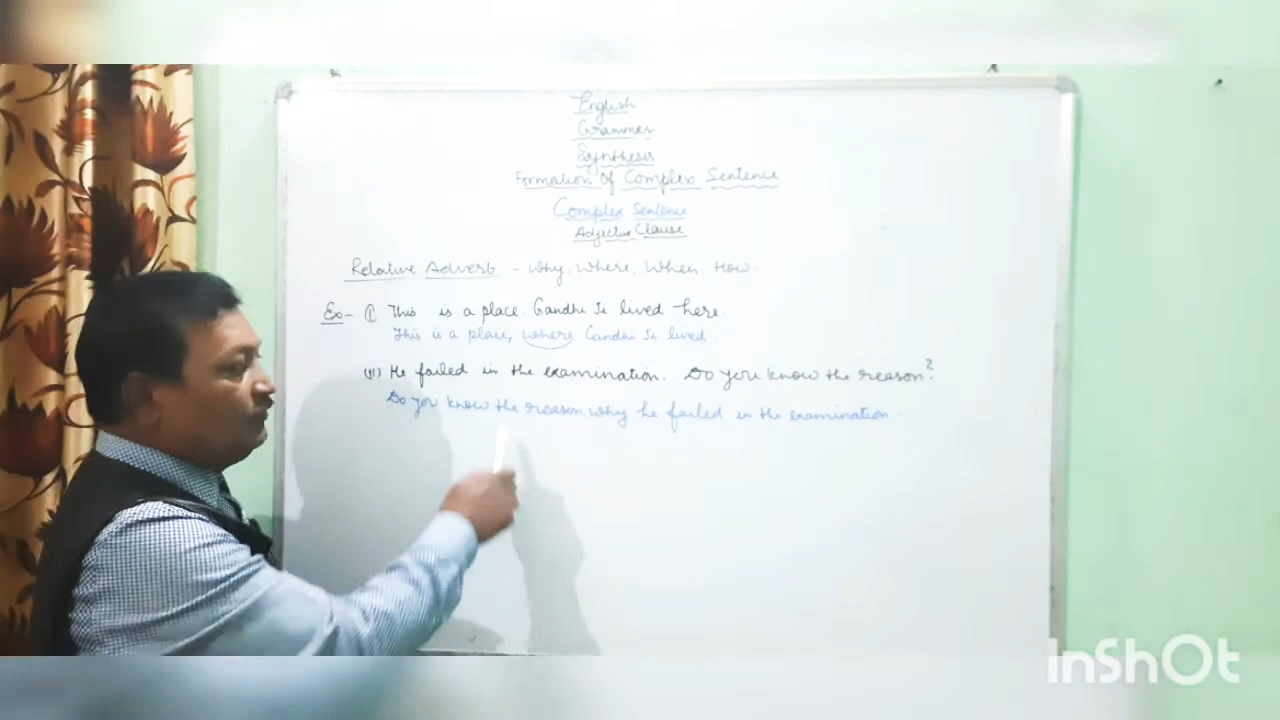 English
Grammar
Synthesis
Formation of Complex Sentence
Complex Sentence
Adjective Clause
Relative Adverb - Why, Where, When, How.
Ex- (i) This is a place. Gandhi Ji lived here.
This is a place, where Gandhi Ji lived
(ii) He failed in the examination. Do you know the reason?
Do you know the reason why he failed in the examination.
InShOt